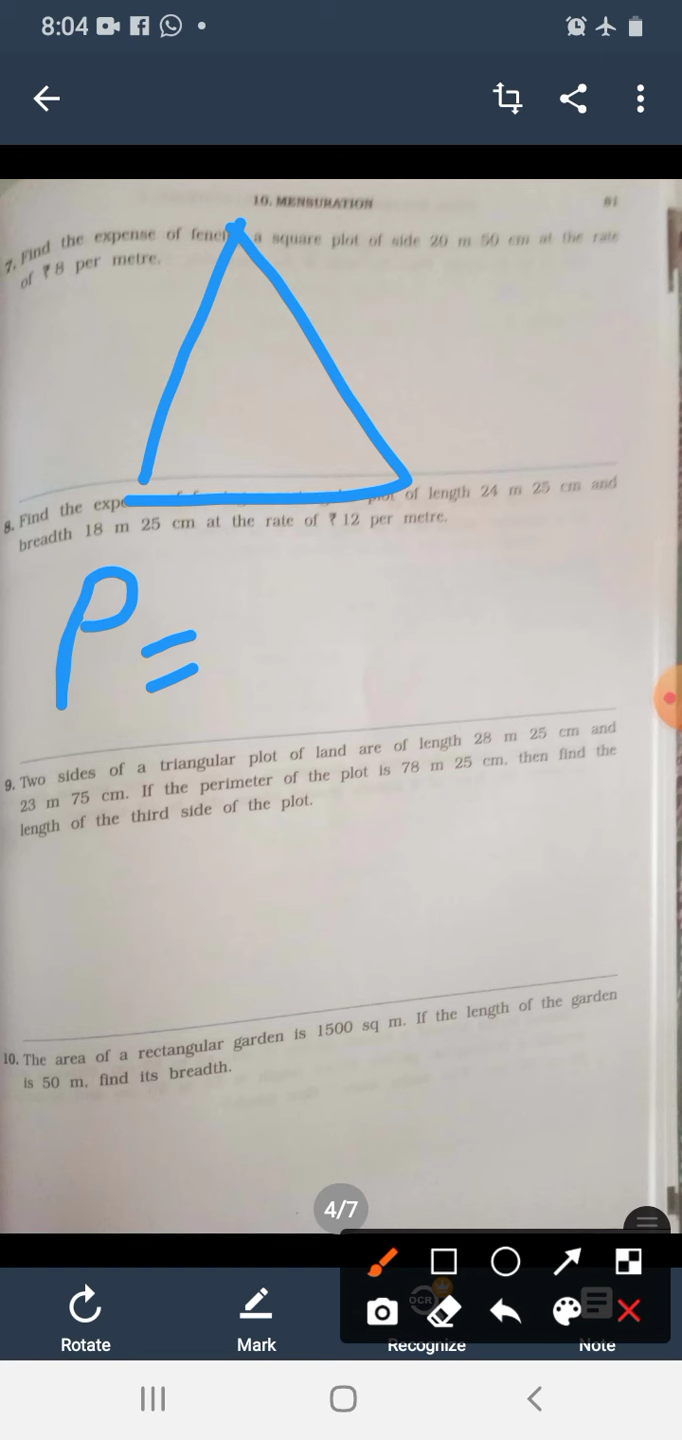 8:04
10. MENSURATION
81
7. Find the expense of a square plot of side 20 m 50 cm at the rate
of ₹ 8 per metre.
8. Find the of length 24 m 25 cm and
breadth 18 m 25 cm at the rate of ₹ 12 per metre.
P =
9. Two sides of a triangular plot of land are of length 28 m 25 cm and
23 m 75 cm. If the perimeter of the plot is 78 m 25 cm, then find the
length of the third side of the plot.
10. The area of a rectangular garden is 1500 sq m. If the length of the garden
is 50 m, find its breadth.
4/7
OCR
Rotate
Mark
Recognize
Note